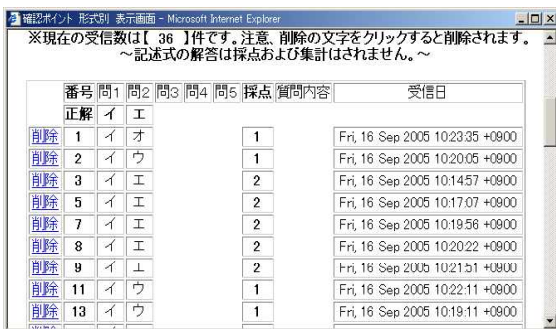 確認ポイント 形式別 表示画面 - Microsoft Internet Explorer
※現在の受信数は【 36 】件です。注意、削除の文字をクリックすると削除されます。
～記述式の解答は採点および集計はされません。～
番号 問1 問2 問3 問4 問5 採点 質問内容 受信日
正解 イ エ
削除 1 イ オ 1 Fri, 16 Sep 2005 10:23:35 +0900
削除 2 イ ウ 1 Fri, 16 Sep 2005 10:20:05 +0900
削除 3 イ エ 2 Fri, 16 Sep 2005 10:14:57 +0900
削除 5 イ エ 2 Fri, 16 Sep 2005 10:17:07 +0900
削除 7 イ エ 2 Fri, 16 Sep 2005 10:19:56 +0900
削除 8 イ エ 2 Fri, 16 Sep 2005 10:20:22 +0900
削除 9 イ エ 2 Fri, 16 Sep 2005 10:21:51 +0900
削除 11 イ ウ 1 Fri, 16 Sep 2005 10:22:11 +0900
削除 13 イ ウ 1 Fri, 16 Sep 2005 10:19:11 +0900